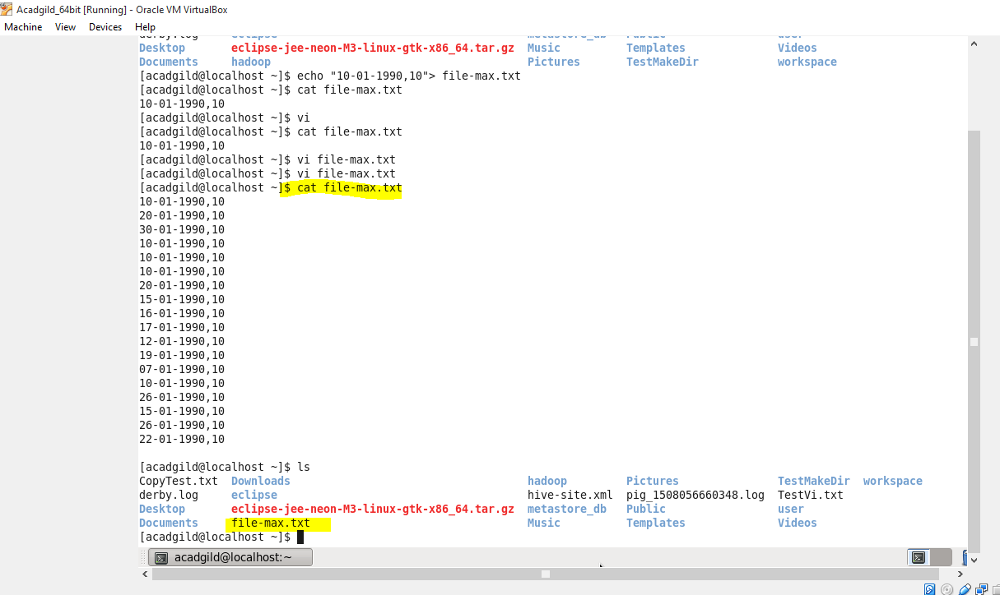 Acadgild_64bit [Running] - Oracle VM VirtualBox
Machine View Devices Help
derby.log eclipse metastore_db Public user
Desktop eclipse-jee-neon-M3-linux-gtk-x86_64.tar.gz Music Templates Videos
Documents hadoop Pictures TestMakeDir workspace
[acadgild@localhost ~]$ echo "10-01-1990,10"> file-max.txt
[acadgild@localhost ~]$ cat file-max.txt
10-01-1990,10
[acadgild@localhost ~]$ vi
[acadgild@localhost ~]$ cat file-max.txt
10-01-1990,10
[acadgild@localhost ~]$ vi file-max.txt
[acadgild@localhost ~]$ vi file-max.txt
[acadgild@localhost ~]$ cat file-max.txt
10-01-1990,10
20-01-1990,10
30-01-1990,10
10-01-1990,10
10-01-1990,10
10-01-1990,10
20-01-1990,10
15-01-1990,10
16-01-1990,10
17-01-1990,10
12-01-1990,10
19-01-1990,10
07-01-1990,10
10-01-1990,10
26-01-1990,10
15-01-1990,10
26-01-1990,10
22-01-1990,10
[acadgild@localhost ~]$ ls
CopyTest.txt Downloads hadoop Pictures TestMakeDir workspace
derby.log eclipse hive-site.xml pig_1508056660348.log TestVi.txt
Desktop eclipse-jee-neon-M3-linux-gtk-x86_64.tar.gz metastore_db Public user
Documents file-max.txt Music Templates Videos
[acadgild@localhost ~]$
acadgild@localhost:~